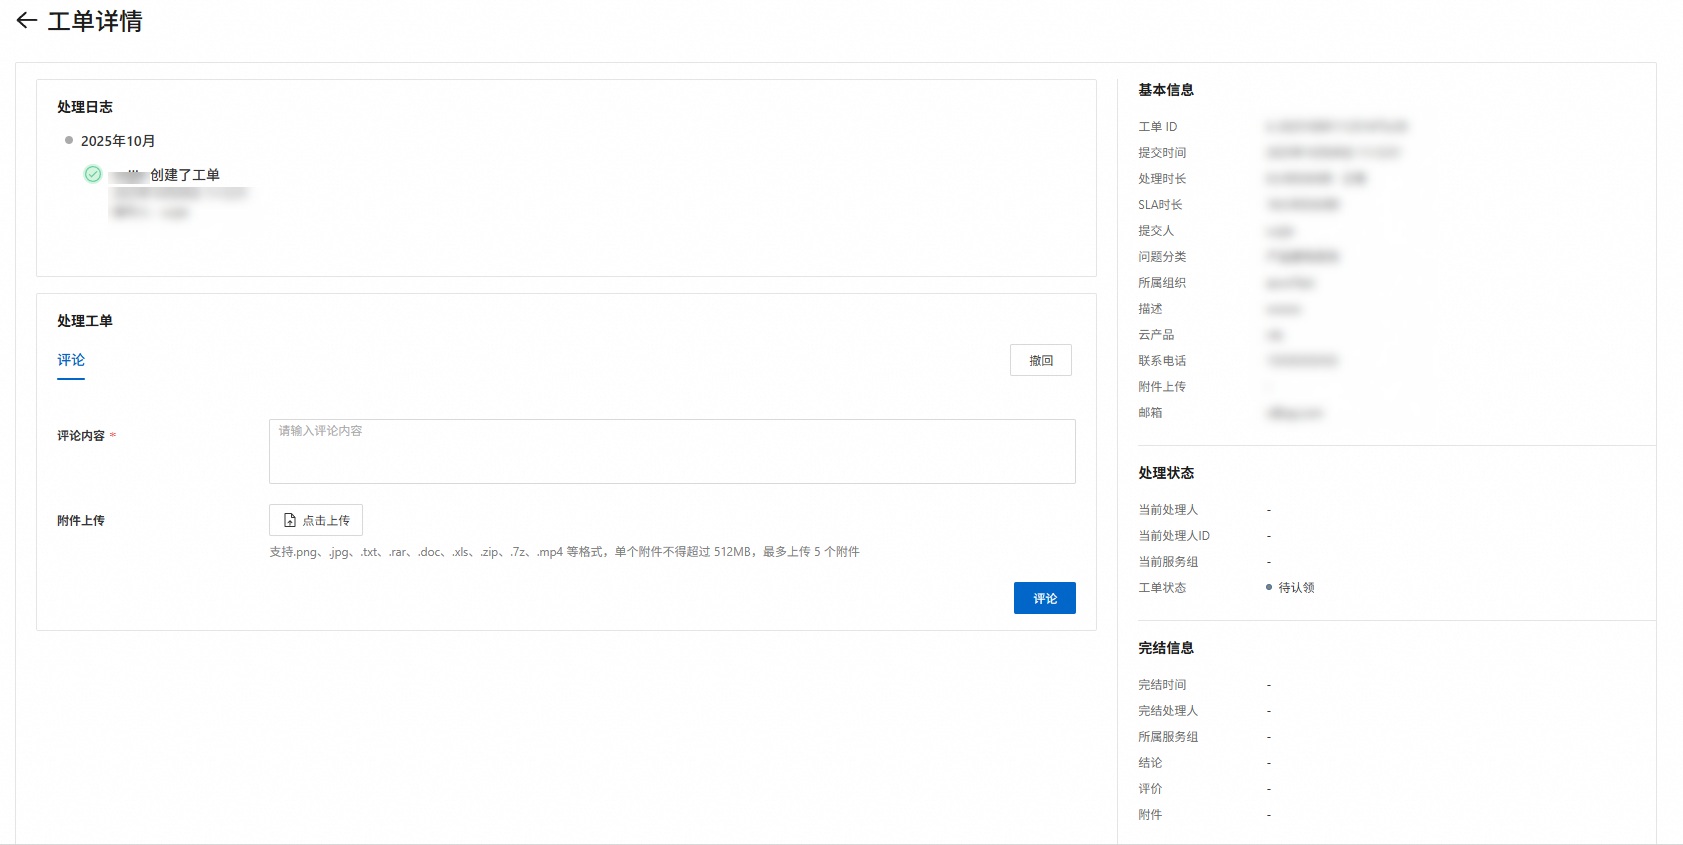 工单详情
处理日志
2025年10月
创建了工单
处理工单
评论
撤回
评论内容 *
请输入评论内容
附件上传
点击上传
支持.png、.jpg、.txt、.rar、.doc、.xls、.zip、.7z、.mp4 等格式，单个附件不得超过 512MB，最多上传 5 个附件
评论
基本信息
工单 ID
提交时间
处理时长
SLA时长
提交人
问题分类
所属组织
描述
云产品
联系电话
附件上传
邮箱
处理状态
当前处理人 -
当前处理人ID -
当前服务组 -
工单状态 待认领
完结信息
完结时间 -
完结处理人 -
所属服务组 -
结论 -
评价 -
附件 -